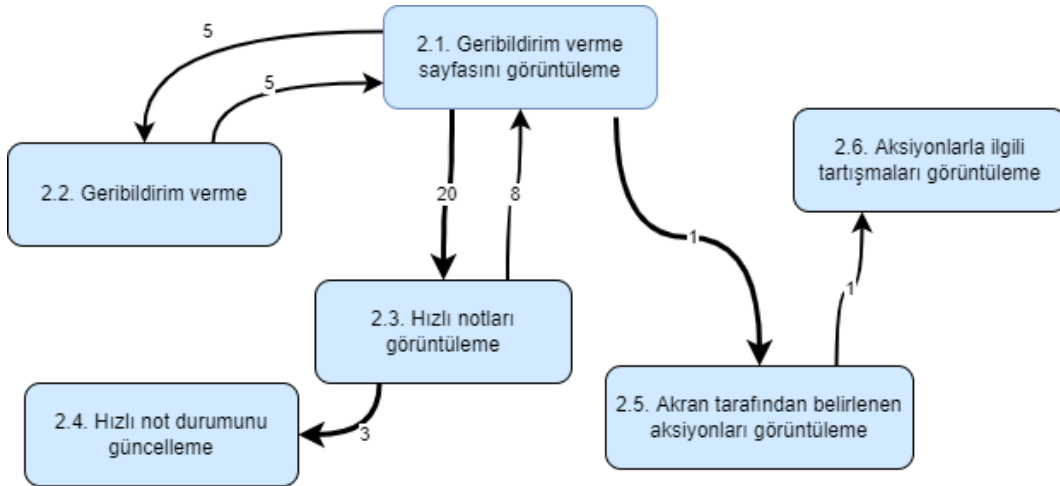 5
2.1. Geribildirim verme
sayfasını görüntüleme
5
2.2. Geribildirim verme
20
8
2.6. Aksiyonlarla ilgili
tartışmaları görüntüleme
1
1
2.3. Hızlı notları
görüntüleme
2.4. Hızlı not durumunu
güncelleme
3
2.5. Akran tarafından belirlenen
aksiyonları görüntüleme